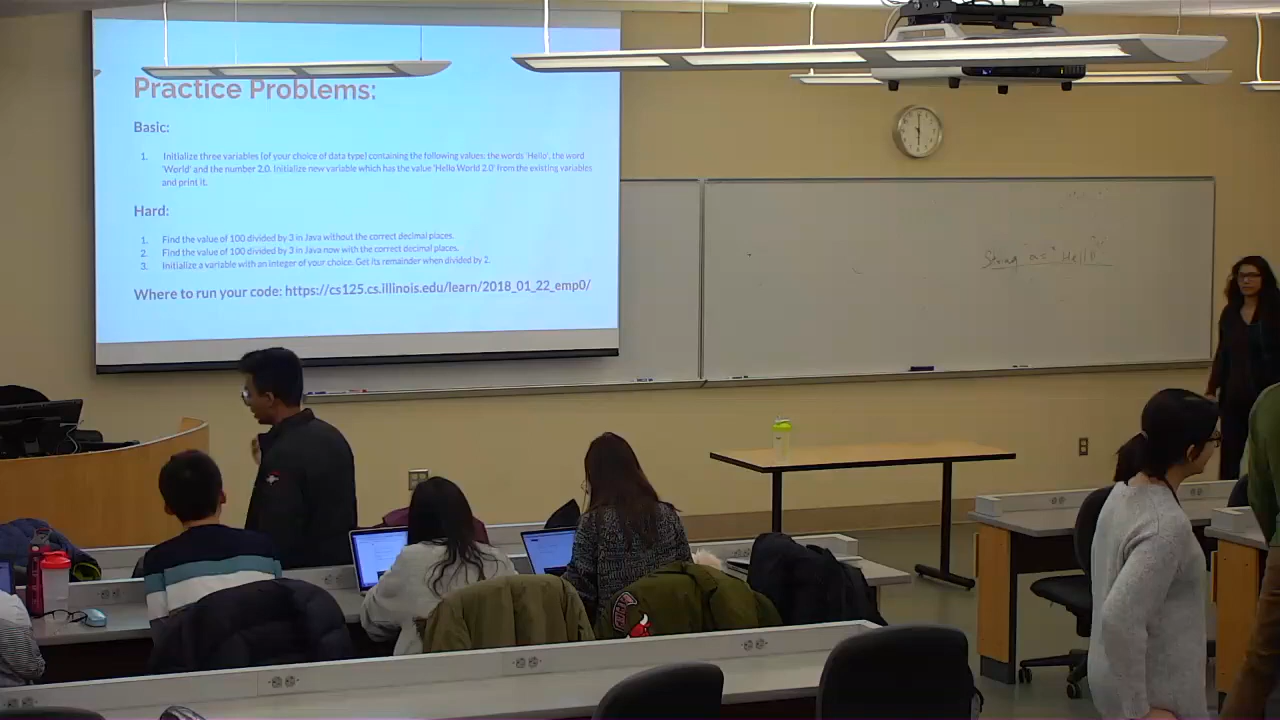 Practice Problems:
Basic:
1. Initialize three variables (of your choice of data type) containing the following values: the words 'Hello', the word
'World' and the number 2.0. Initialize new variable which has the value 'Hello World 2.0' from the existing variables
and print it.
Hard:
1. Find the value of 100 divided by 3 in Java without the correct decimal places.
2. Find the value of 100 divided by 3 in Java now with the correct decimal places.
3. Initialize a variable with an integer of your choice. Get its remainder when divided by 2.
Where to run your code: https://cs125.cs.illinois.edu/learn/2018_01_22_emp0/
String a= "Hello"